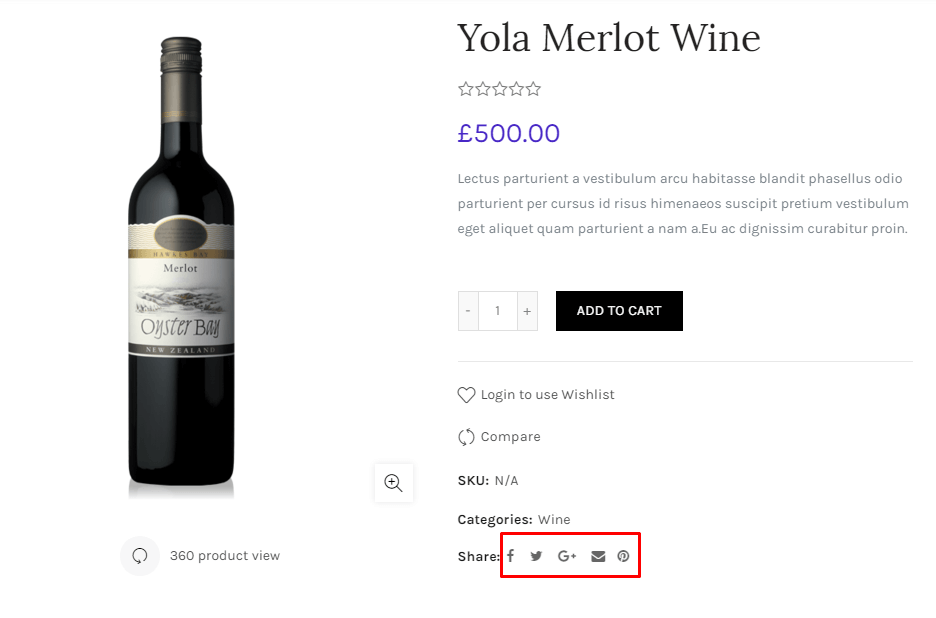 Yola Merlot Wine
£500.00
Lectus parturient a vestibulum arcu habitasse blandit phasellus odio
parturient per cursus id risus himenaeos suscipit pretium vestibulum
eget aliquet quam parturient a nam a.Eu ac dignissim curabitur proin.
- 1 + ADD TO CART
Login to use Wishlist
Compare
SKU: N/A
Categories: Wine
Share:
HAWKES BAY
Merlot
Oyster Bay
NEW ZEALAND
360 product view